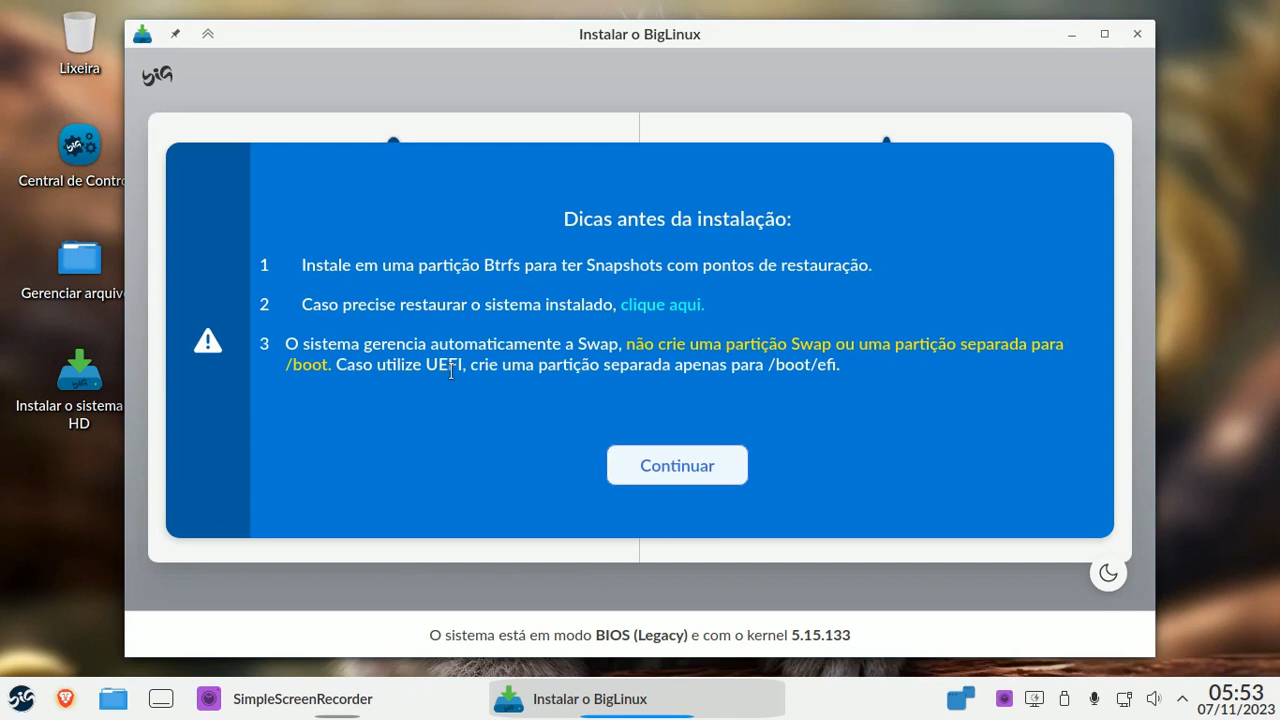 Instalar o BigLinux
Lixeira
Central de Contr
Gerenciar arquiv
Instalar o sistema
HD
big
Dicas antes da instalação:
1 Instale em uma partição Btrfs para ter Snapshots com pontos de restauração.
2 Caso precise restaurar o sistema instalado, clique aqui.
3 O sistema gerencia automaticamente a Swap, não crie uma partição Swap ou uma partição separada para
/boot. Caso utilize UEFI, crie uma partição separada apenas para /boot/efi.
Continuar
O sistema está em modo BIOS (Legacy) e com o kernel 5.15.133
SimpleScreenRecorder
Instalar o BigLinux
05:53
07/11/2023